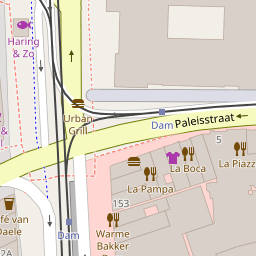 Haring &
Zo
&
Urban
Grill
Dam
Paleisstraat
5
La Piazz
La Boca
La Pampa
153
fé van
Daele
Dam
Warme
Bakker